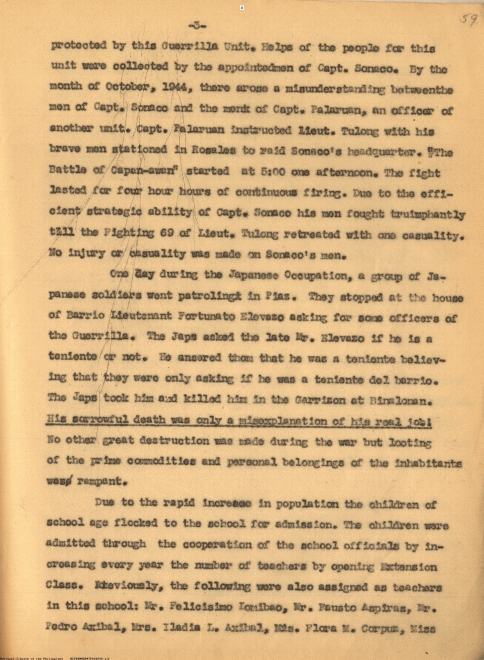 -3-
59
protected by this Guerrilla Unit. Helps of the people for this
unit were collected by the appointedmen of Capt. Sonaco. By the
month of October, 1944, there arose a misunderstanding betweenthe
men of Capt. Sonaco and the menk of Capt. Palaruan, an officer of
another unit. Capt. Palaruan instructed Lieut. Tulong with his
brave men stationed in Rosales to raid Sonaco's headquarter. "The
Battle of Capan-awan" started at 5:00 one afternoon. The fight
lasted for four hour hours of continuous firing. Due to the effi-
cient strategic ability of Capt. Sonaco his men fought truimphantly
till the Fighting 69 of Lieut. Tulong retreated with one casualty.
No injury or casuality was made on Sonaco's men.
One day during the Japanese Occupation, a group of Ja-
panese soldiers went patroling in Piaz. They stopped at the house
of Barrio Lieutenant Fortunato Elevazo asking for some officers of
the Guerrilla. The Japs asked the late Mr. Elevazo if he is a
teniente or not. He ansered them that he was a teniente believ-
ing that they were only asking if he was a teniente del barrio.
The Japs took him and killed him in the Garrizon at Binalonan.
His sorrowful death was only a misexplanation of his real job!
No other great destruction was made during the war but looting
of the prime commodities and personal belongings of the inhabitants
was rampant.
Due to the rapid increase in population the children of
school age flocked to the school for admission. The children were
admitted through the cooperation of the school officials by in-
creasing every year the number of teachers by opening Extension
Class. Previously, the following were also assigned as teachers
in this school: Mr. Felicisimo Lomibao, Mr. Fausto Aspiras, Mr.
Pedro Axibal, Mrs. Iladia L. Axibal, Mis. Flora M. Corpuz, Miss